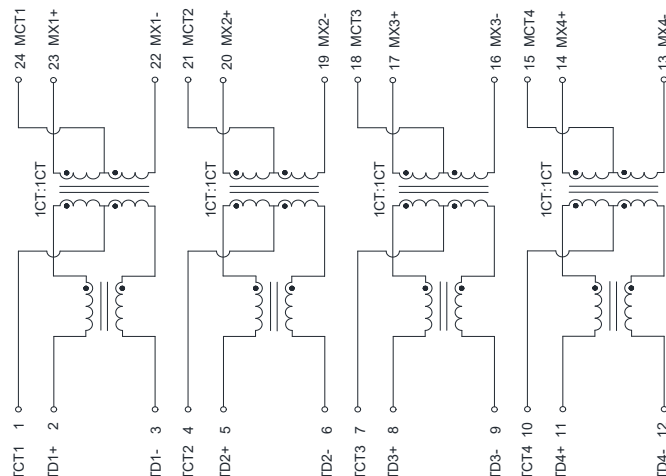 24 MCT1
23 MX1+
22 MX1-
21 MCT2
20 MX2+
19 MX2-
18 MCT3
17 MX3+
16 MX3-
15 MCT4
14 MX4+
13 MX4-
1CT:1CT
1CT:1CT
1CT:1CT
1CT:1CT
TCT1 1
TD1+ 2
TD1- 3
TCT2 4
TD2+ 5
TD2- 6
TCT3 7
TD3+ 8
TD3- 9
TCT4 10
TD4+ 11
TD4- 12